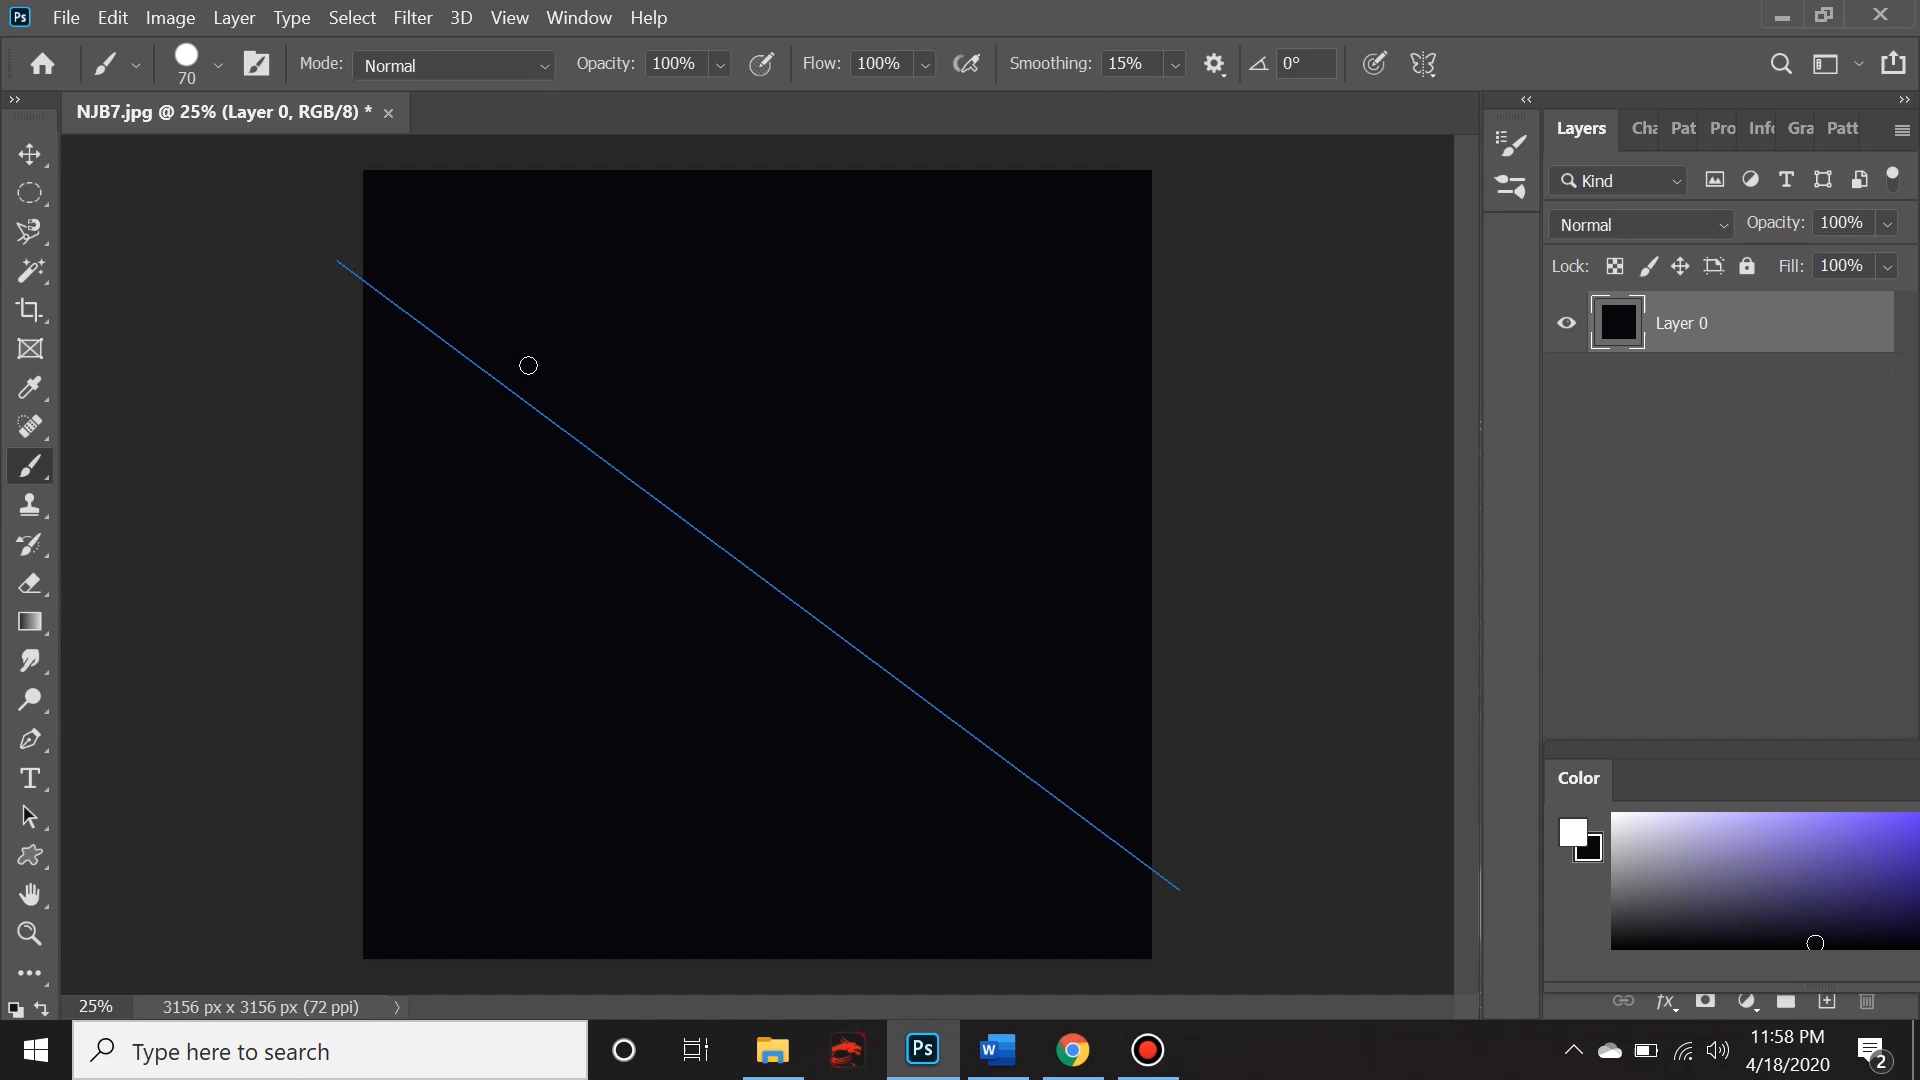 Ps File Edit Image Layer Type Select Filter 3D View Window Help
70 Mode: Normal Opacity: 100% Flow: 100% Smoothing: 15% 0°
NJB7.jpg @ 25% (Layer 0, RGB/8) *
Layers Cha Pat Pro Info Gra Patt
Kind
Normal Opacity: 100%
Lock: Fill: 100%
Layer 0
Color
25% 3156 px x 3156 px (72 ppi)
fx
Type here to search
Ps
W
11:58 PM
4/18/2020
2